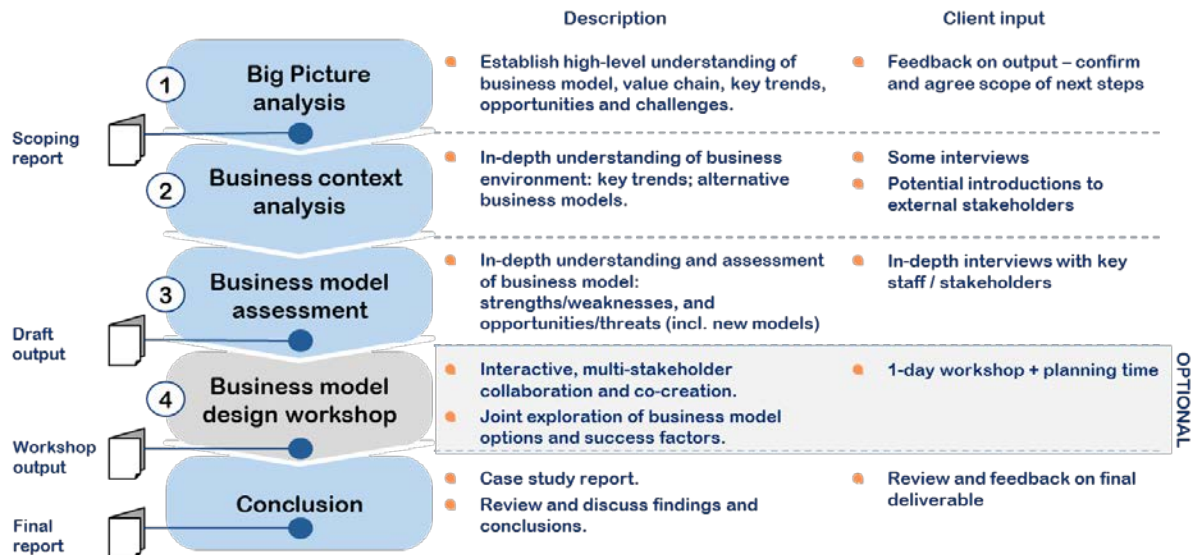 Description
Client input
1
Big Picture
analysis
Establish high-level understanding of
business model, value chain, key trends,
opportunities and challenges.
Feedback on output – confirm
and agree scope of next steps
Scoping
report
2
Business context
analysis
In-depth understanding of business
environment: key trends; alternative
business models.
Some interviews
Potential introductions to
external stakeholders
3
Business model
assessment
In-depth understanding and assessment
of business model:
strengths/weaknesses, and
opportunities/threats (incl. new models)
In-depth interviews with key
staff / stakeholders
Draft
output
4
Business model
design workshop
Interactive, multi-stakeholder
collaboration and co-creation.
Joint exploration of business model
options and success factors.
1-day workshop + planning time
OPTIONAL
Workshop
output
Conclusion
Case study report.
Review and discuss findings and
conclusions.
Review and feedback on final
deliverable
Final
report